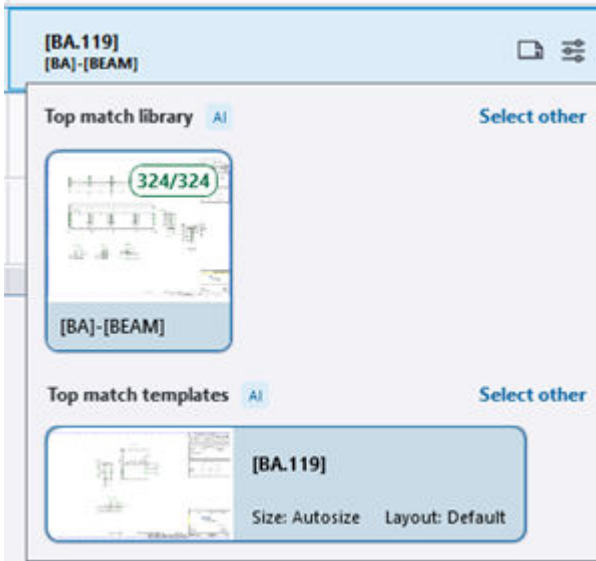 [BA.119]
[BA]-[BEAM]
Top match library AI Select other
324/324
[BA]-[BEAM]
Top match templates AI Select other
[BA.119]
Size: Autosize Layout: Default